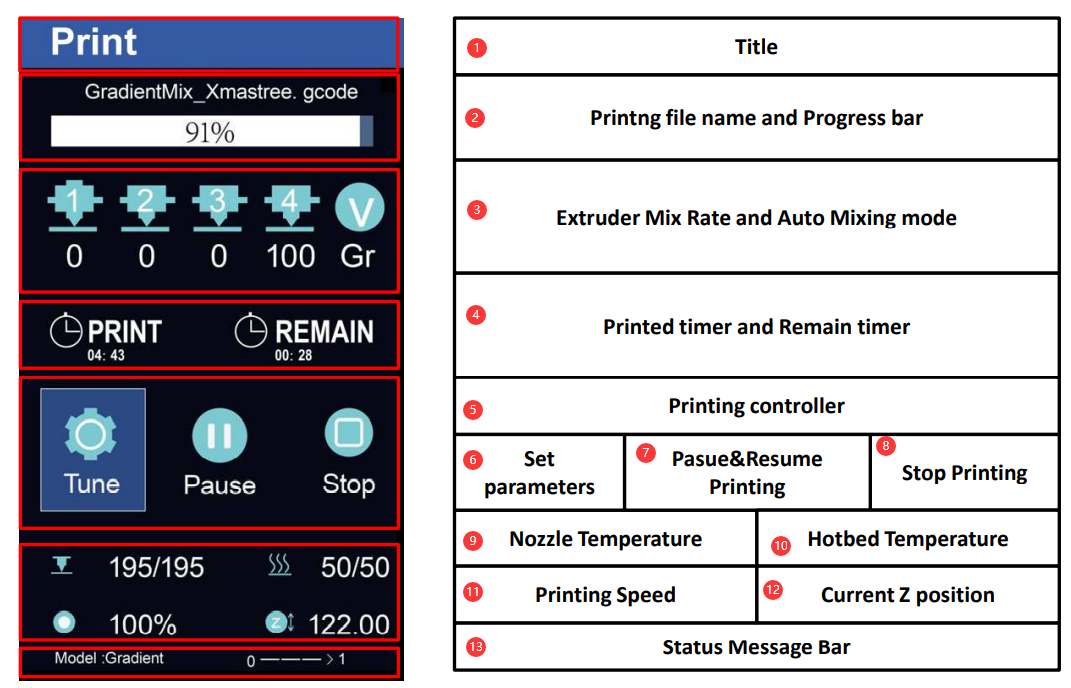 Print
GradientMix_Xmastree. gcode
91%
1 2 3 4 V
0 0 0 100 Gr
PRINT REMAIN
04: 43 00: 28
Tune Pause Stop
195/195 50/50
100% Z 122.00
Model :Gradient 0 ———> 1
1 Title
2 Printng file name and Progress bar
3 Extruder Mix Rate and Auto Mixing mode
4 Printed timer and Remain timer
5 Printing controller
6 Set
parameters
7 Pasue&Resume
Printing
8 Stop Printing
9 Nozzle Temperature
10 Hotbed Temperature
11 Printing Speed
12 Current Z position
13 Status Message Bar